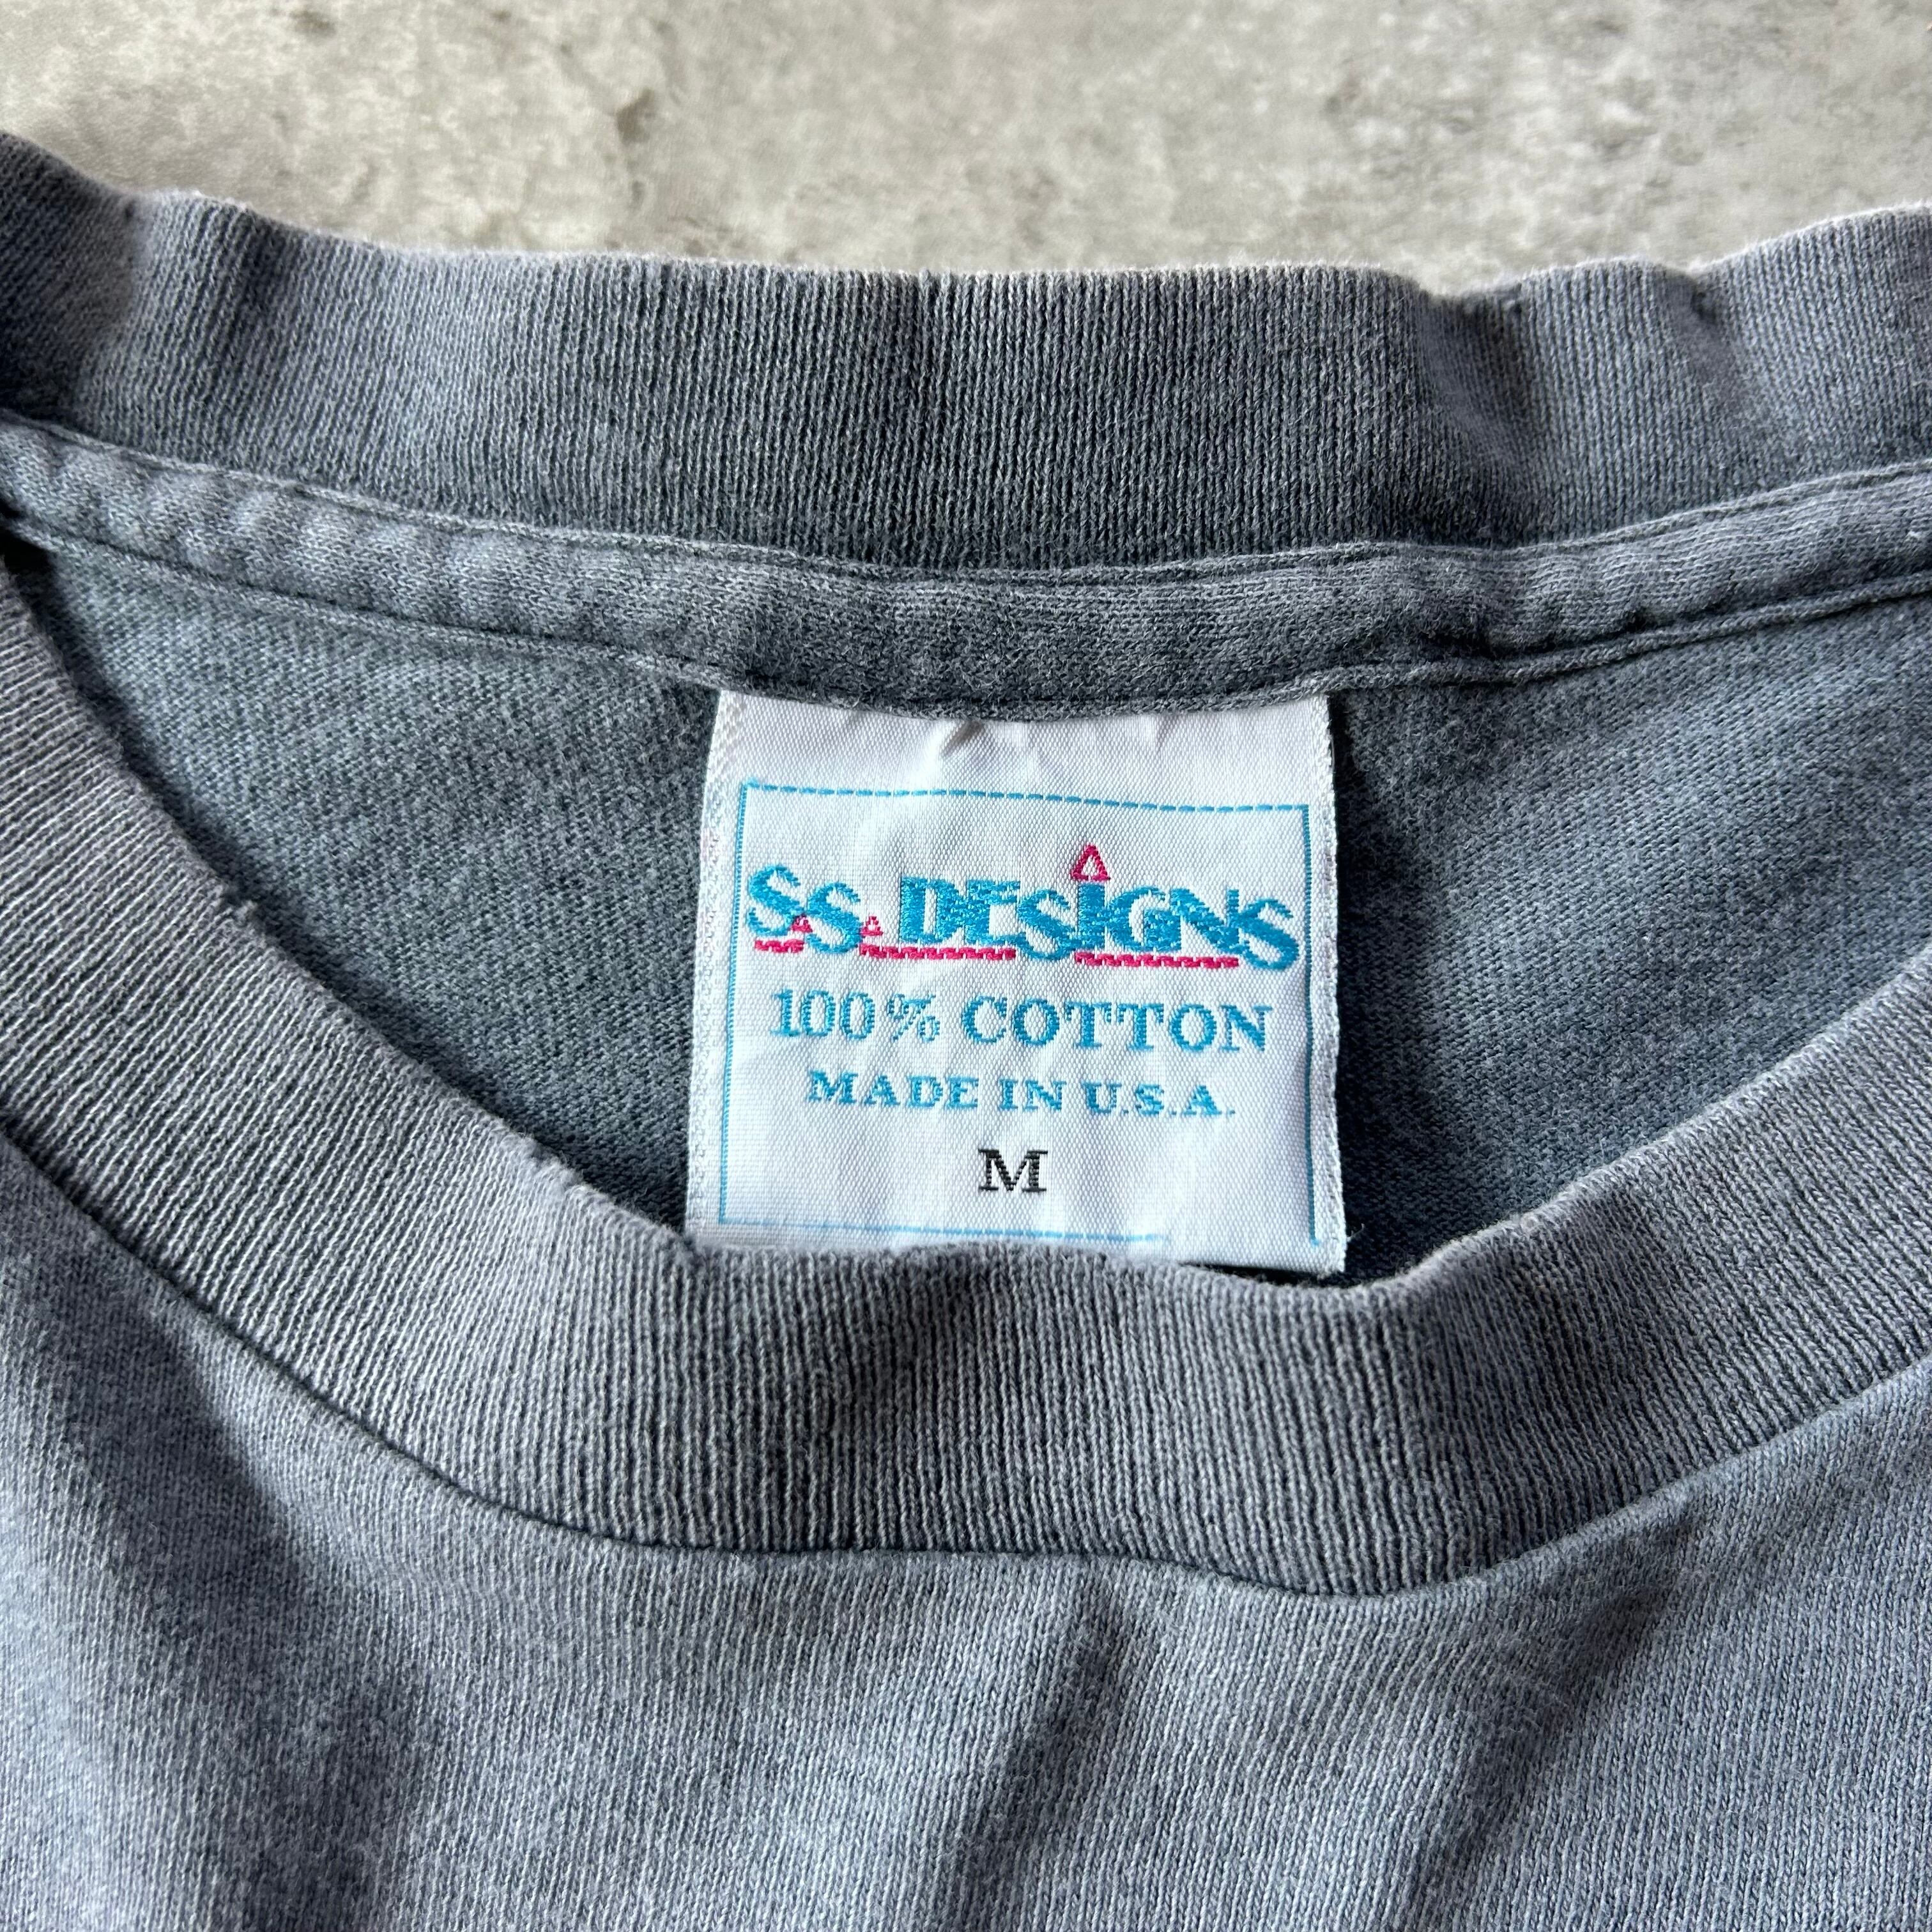 S.S. DESIGNS
100% COTTON
MADE IN U.S.A.
M